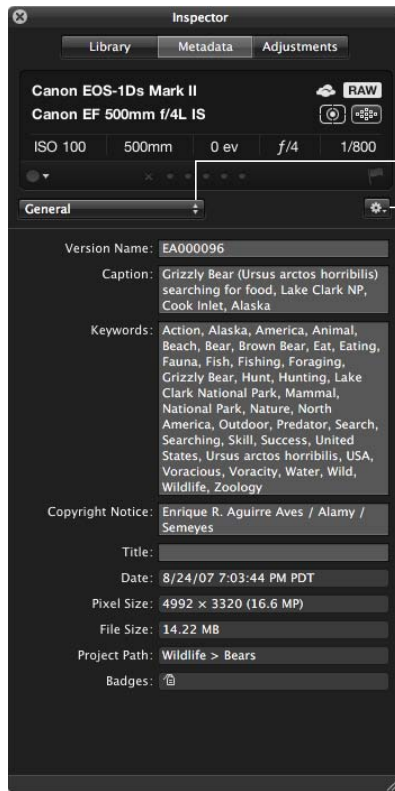 Inspector
Library Metadata Adjustments
Canon EOS-1Ds Mark II RAW
Canon EF 500mm f/4L IS
ISO 100 500mm 0 ev ƒ/4 1/800
General
Version Name: EA000096
Caption: Grizzly Bear (Ursus arctos horribilis)
searching for food, Lake Clark NP,
Cook Inlet, Alaska
Keywords: Action, Alaska, America, Animal,
Beach, Bear, Brown Bear, Eat, Eating,
Fauna, Fish, Fishing, Foraging,
Grizzly Bear, Hunt, Hunting, Lake
Clark National Park, Mammal,
National Park, Nature, North
America, Outdoor, Predator, Search,
Searching, Skill, Success, United
States, Ursus arctos horribilis, USA,
Voracious, Voracity, Water, Wild,
Wildlife, Zoology
Copyright Notice: Enrique R. Aguirre Aves / Alamy /
Semeyes
Title:
Date: 8/24/07 7:03:44 PM PDT
Pixel Size: 4992 × 3320 (16.6 MP)
File Size: 14.22 MB
Project Path: Wildlife > Bears
Badges: